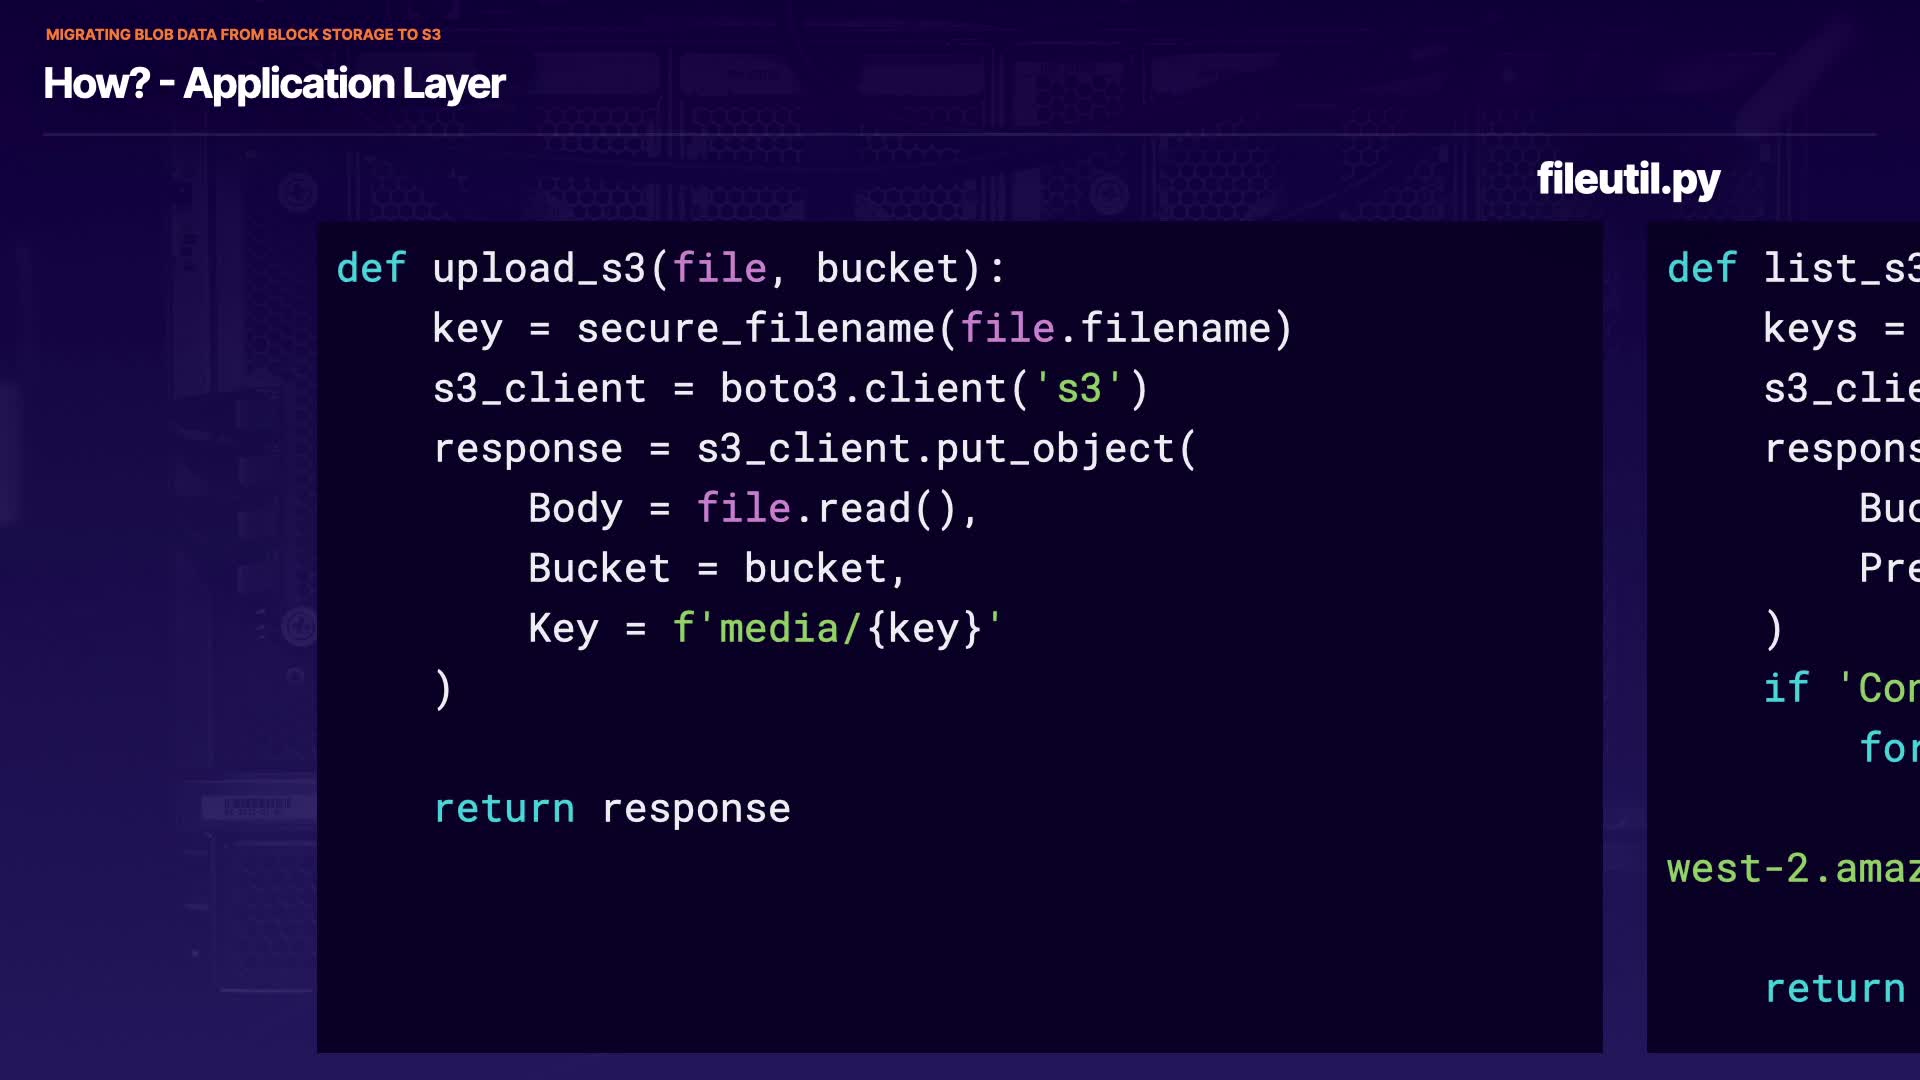 MIGRATING BLOB DATA FROM BLOCK STORAGE TO S3
How? - Application Layer
fileutil.py
def upload_s3(file, bucket):
    key = secure_filename(file.filename)
    s3_client = boto3.client('s3')
    response = s3_client.put_object(
        Body = file.read(),
        Bucket = bucket,
        Key = f'media/{key}'
    )
    return response
def list_s3
    keys =
    s3_clie
    respons
        Buc
        Pre
    )
    if 'Con
        for
west-2.amaz
    return